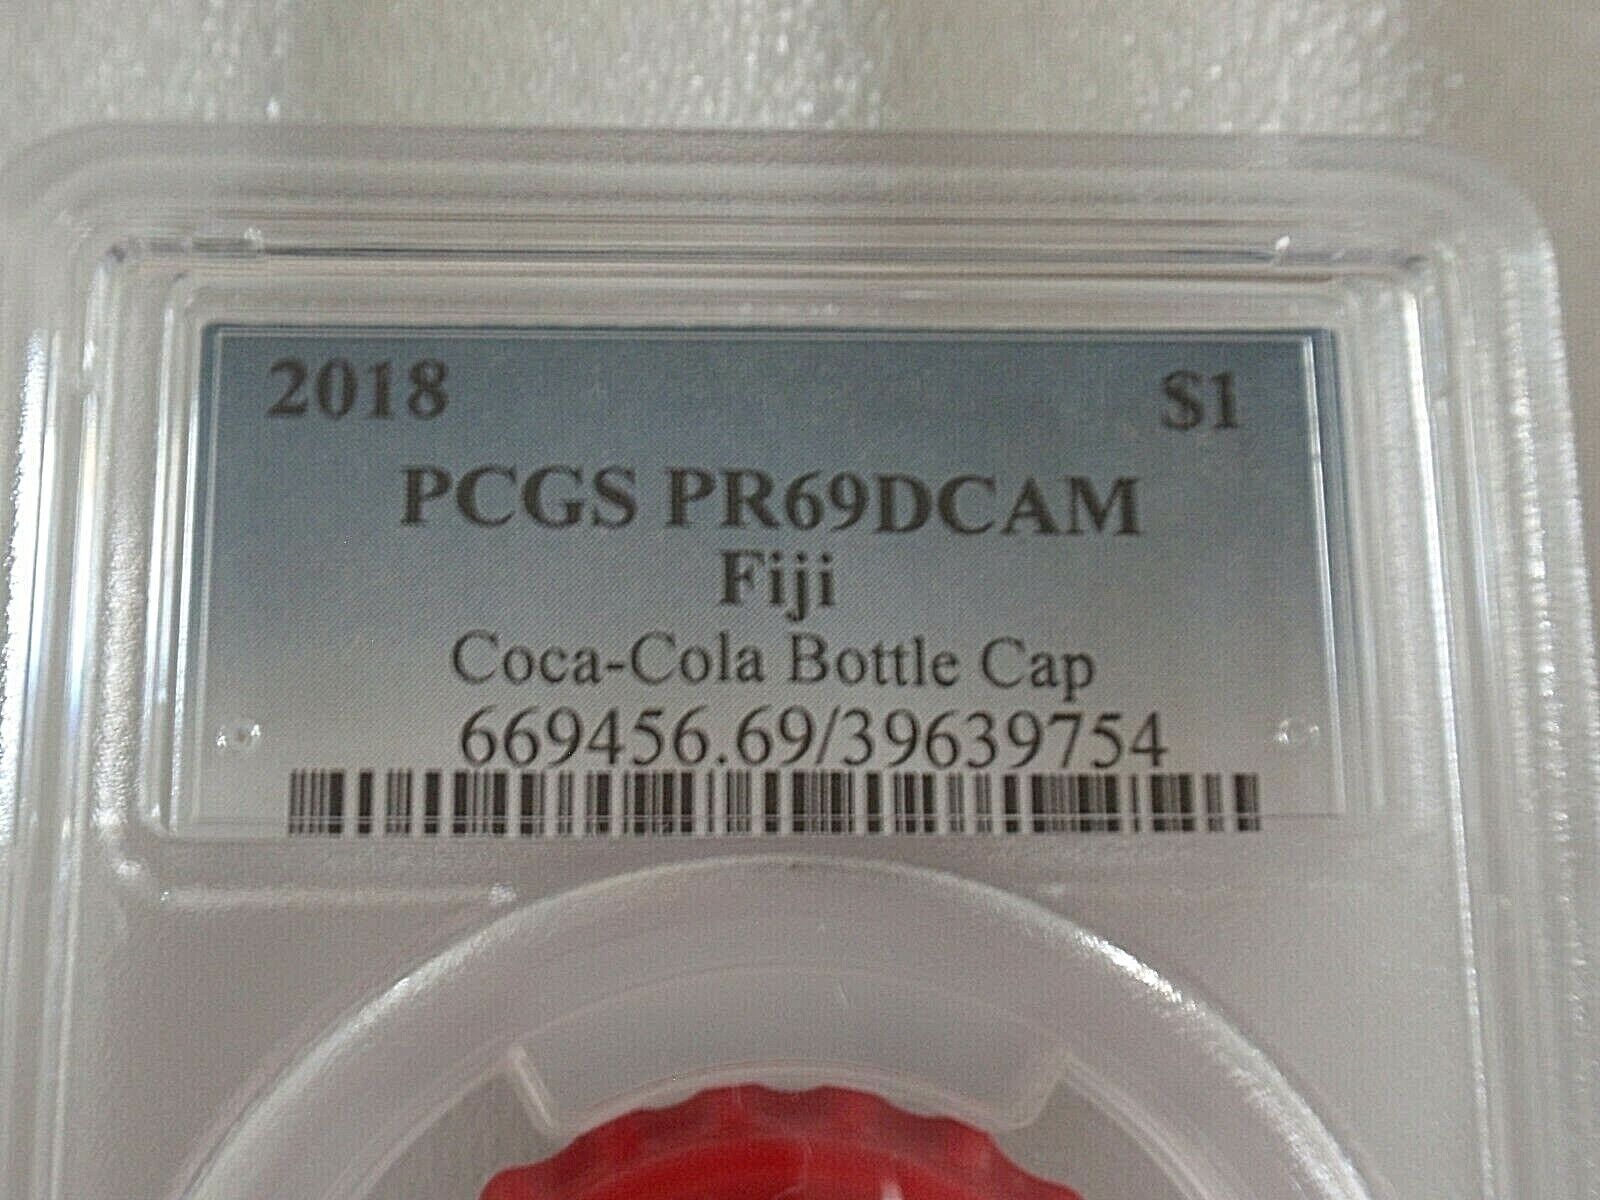 2018 $1
PCGS PR69DCAM
Fiji
Coca-Cola Bottle Cap
669456.69/39639754